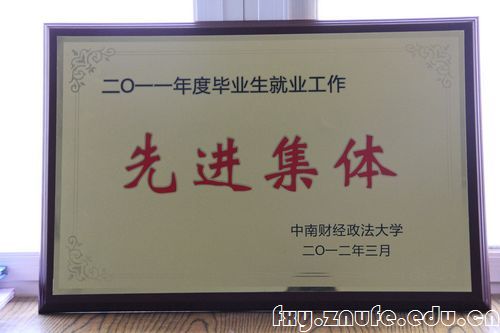 二〇一一年度毕业生就业工作
先进集体
中南财经政法大学
二〇一二年三月
fxy.znufe.edu.cn